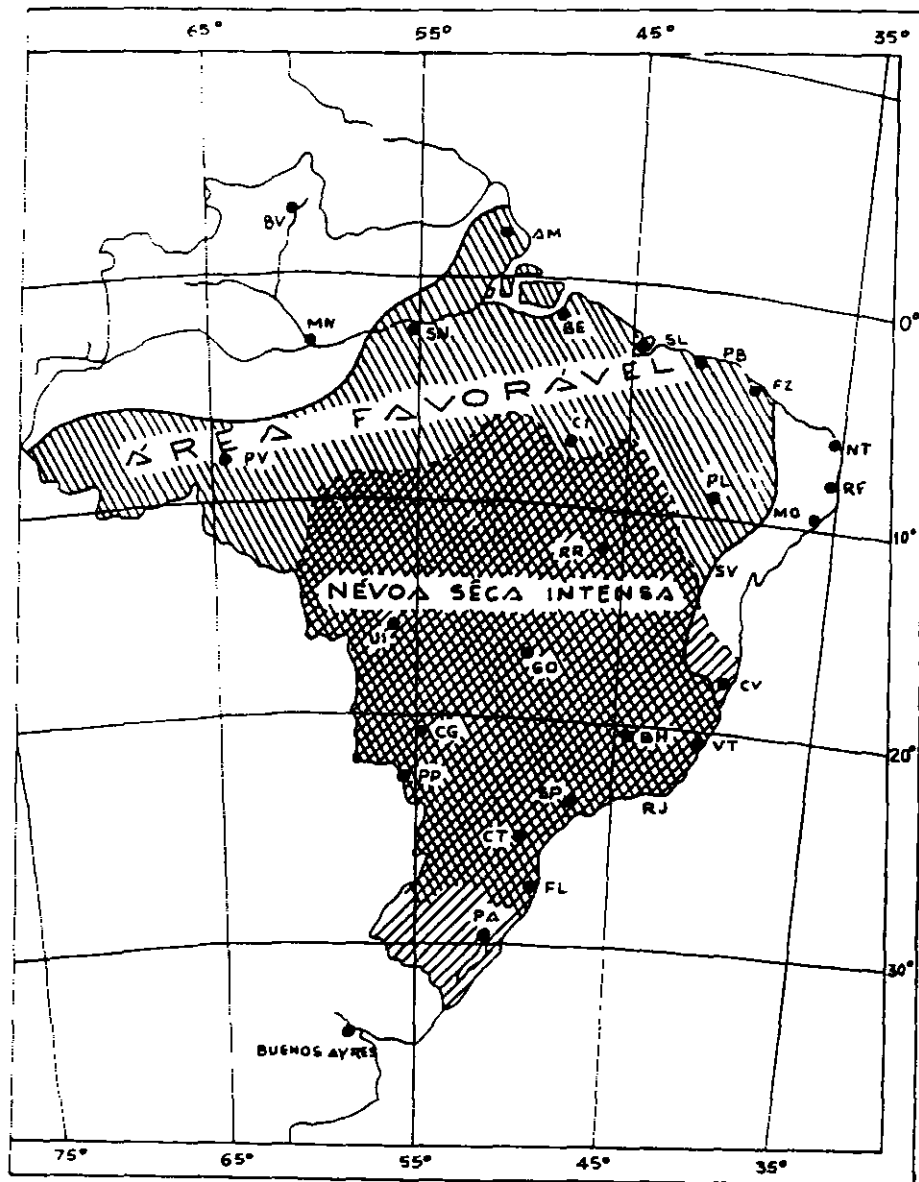 65° 55° 45° 35°
BV
AM
MN
SN
BE
SL
PB
FZ
0°
ÁREA FAVORÁVEL
CI
PV
NT
PL
RF
MO
10°
RR
SV
NÉVOA SÊCA INTENSA
GO
CV
CG
BH
VT
20°
PP
SP
RJ
CT
FL
PA
30°
BUENOS AYRES
75° 65° 55° 45° 35°